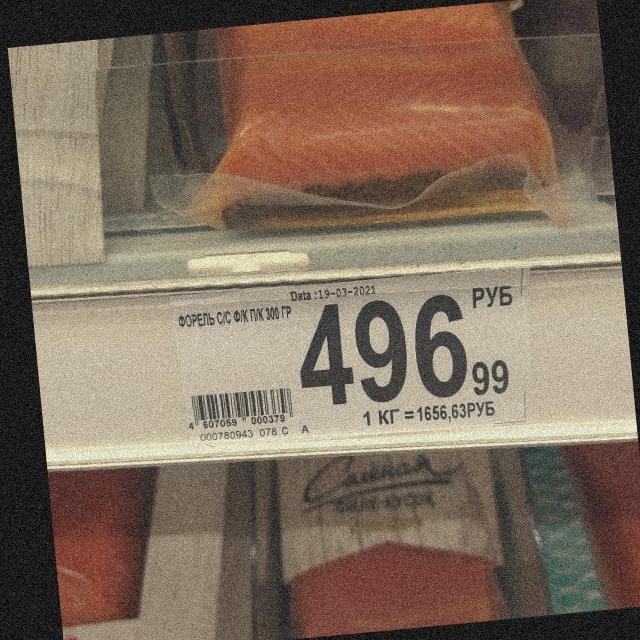 Data :19-03-2021
ФОРЕЛЬ С/С Ф/К П/К 300 ГР
496 99 РУБ
4 607059 000379
1 КГ = 1656,63РУБ
000780943 078 С А